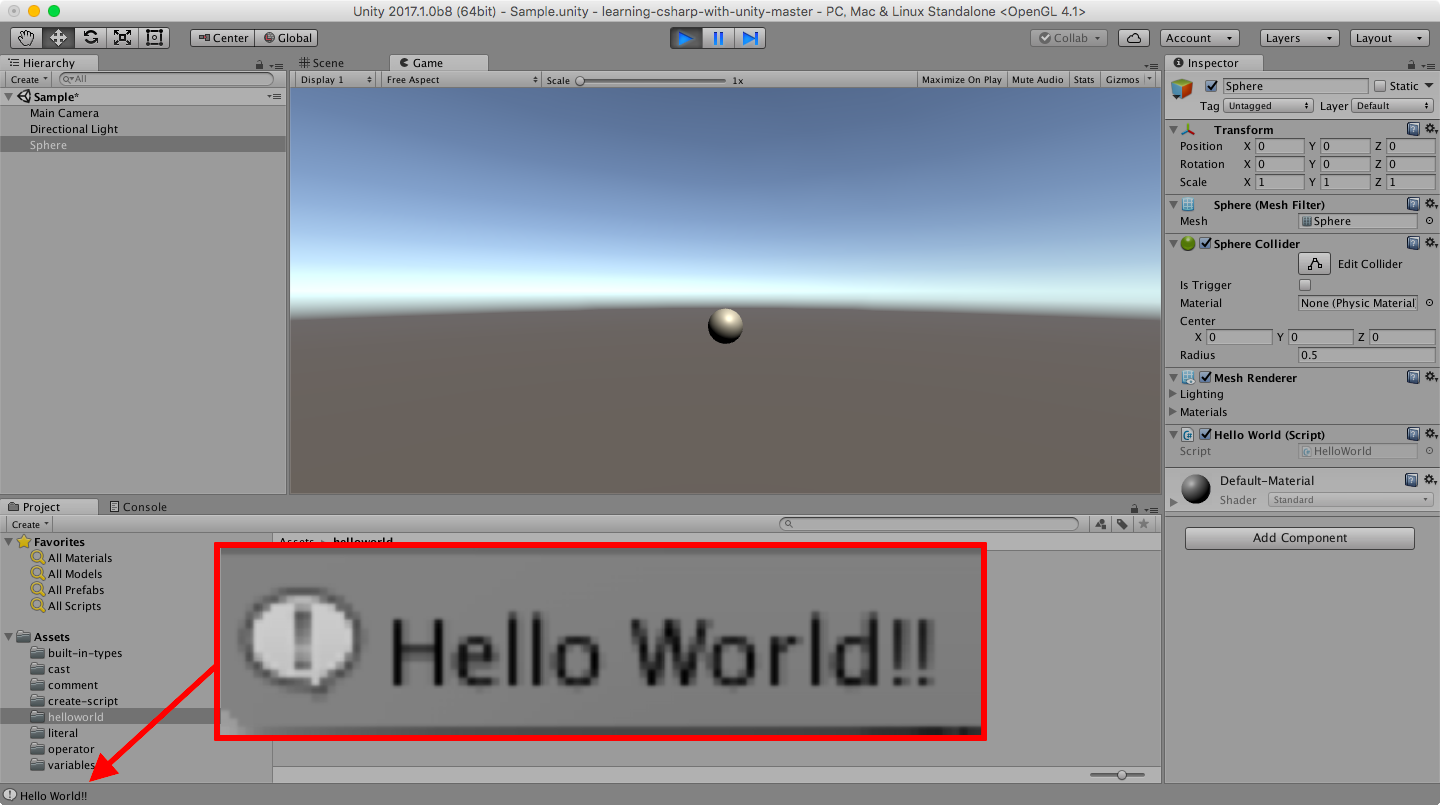 Unity 2017.1.0b8 (64bit) - Sample.unity - learning-csharp-with-unity-master - PC, Mac & Linux Standalone <OpenGL 4.1>
Center Global
Collab Account Layers Layout
Hierarchy
Create All
Sample*
Main Camera
Directional Light
Sphere
Scene Game
Display 1 Free Aspect Scale 1x Maximize On Play Mute Audio Stats Gizmos
Inspector
Sphere Static
Tag Untagged Layer Default
Transform
Position X 0 Y 0 Z 0
Rotation X 0 Y 0 Z 0
Scale X 1 Y 1 Z 1
Sphere (Mesh Filter)
Mesh Sphere
Sphere Collider
Edit Collider
Is Trigger
Material None (Physic Material)
Center
X 0 Y 0 Z 0
Radius 0.5
Mesh Renderer
Lighting
Materials
Hello World (Script)
Script HelloWorld
Default-Material
Shader Standard
Add Component
Project Console
Create
Favorites
All Materials
All Models
All Prefabs
All Scripts
Assets
built-in-types
cast
comment
create-script
helloworld
literal
operator
variables
Assets helloworld
Hello World!!
Hello World!!